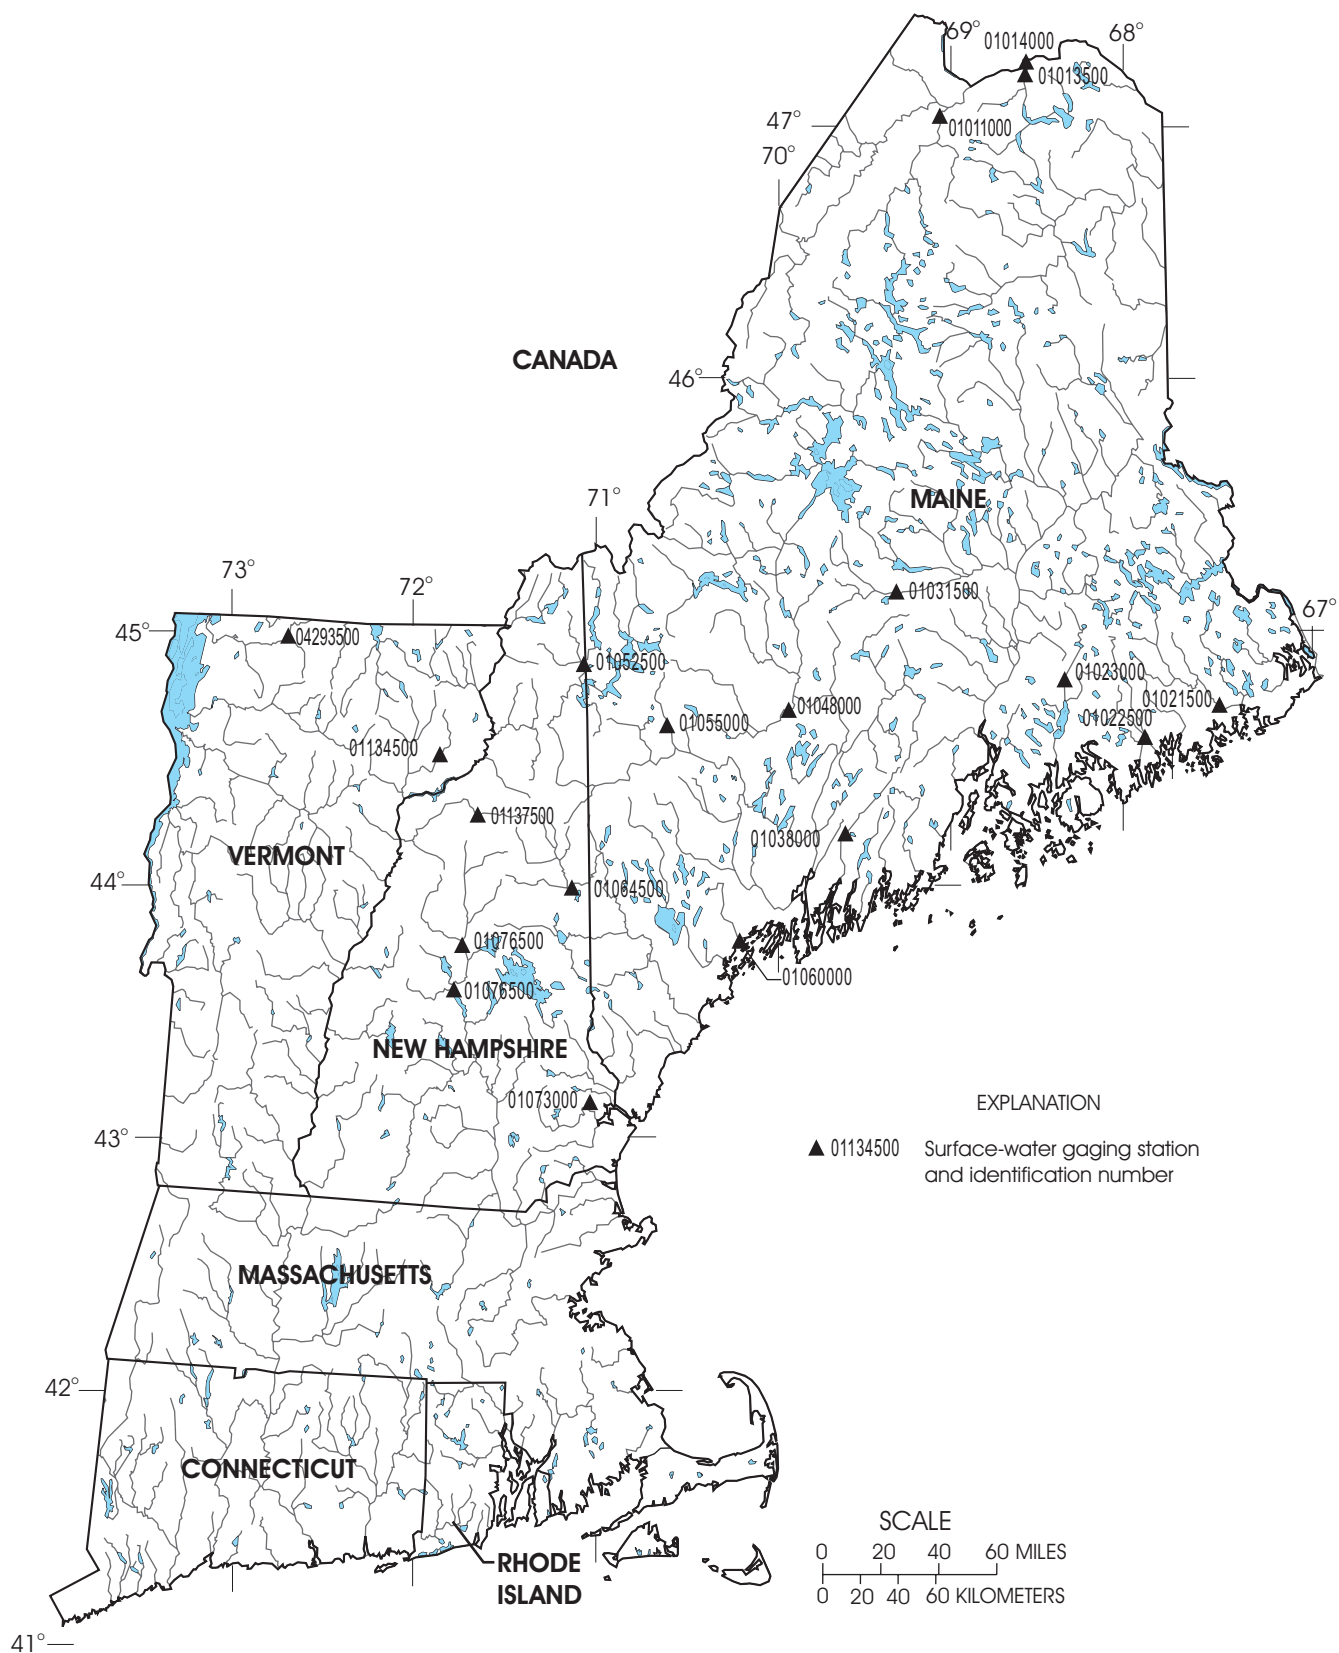 69°
01014000
68°
01013500
47°
01011000
70°
CANADA
46°
MAINE
71°
73°
72°
01031500
67°
45°
04293500
01052500
01023000
01021500
01048000
01022500
01055000
01134500
01137500
01038000
VERMONT
44°
01064500
01076500
01060000
01076500
NEW HAMPSHIRE
01073000
EXPLANATION
43°
01134500 Surface-water gaging station
and identification number
MASSACHUSETTS
42°
CONNECTICUT
SCALE
0 20 40 60 MILES
0 20 40 60 KILOMETERS
RHODE
ISLAND
41°